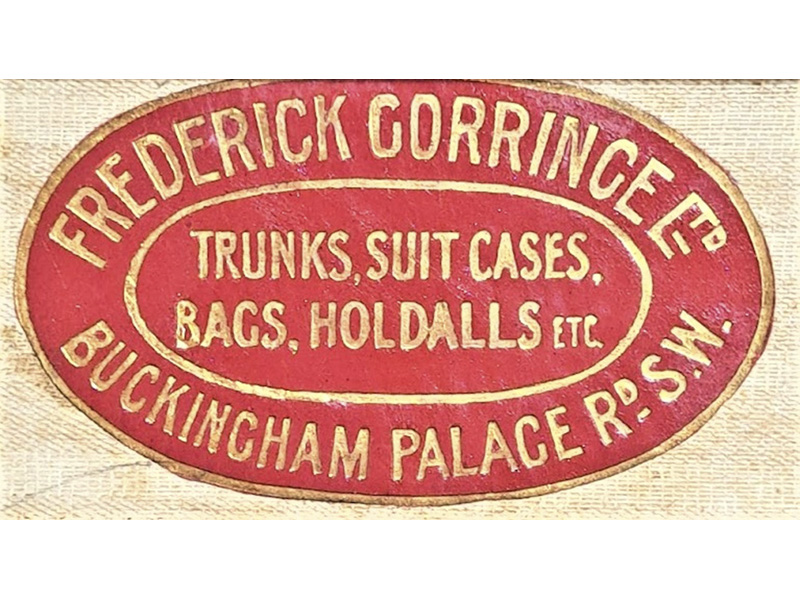 FREDERICK GORRINGE LTD
TRUNKS, SUIT CASES,
BAGS, HOLDALLS ETC.
BUCKINGHAM PALACE RD. S.W.